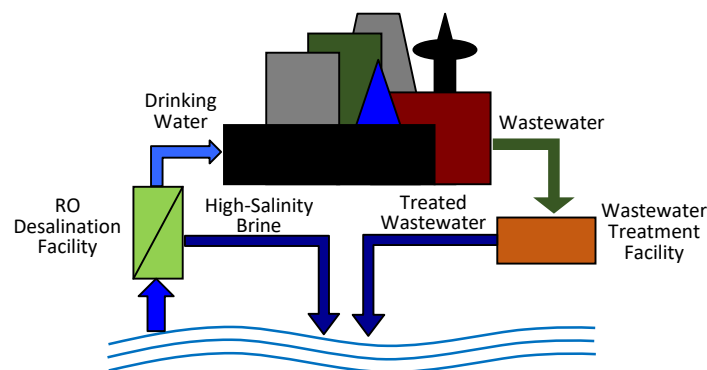 Drinking
Water
Wastewater
RO
Desalination
Facility
High-Salinity
Brine
Treated
Wastewater
Wastewater
Treatment
Facility